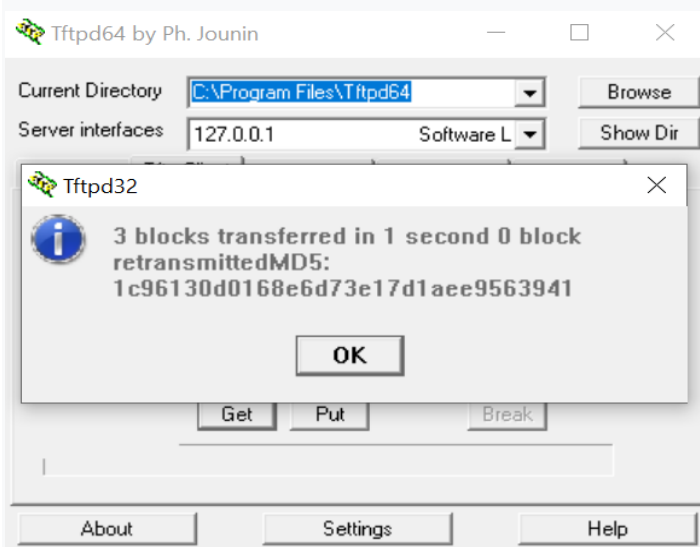 Tftpd64 by Ph. Jounin
Current Directory C:\Program Files\Tftpd64 Browse
Server interfaces 127.0.0.1 Software L Show Dir
Tftpd32
3 blocks transferred in 1 second 0 block
retransmittedMD5:
1c96130d0168e6d73e17d1aee9563941
OK
Get Put Break
About Settings Help